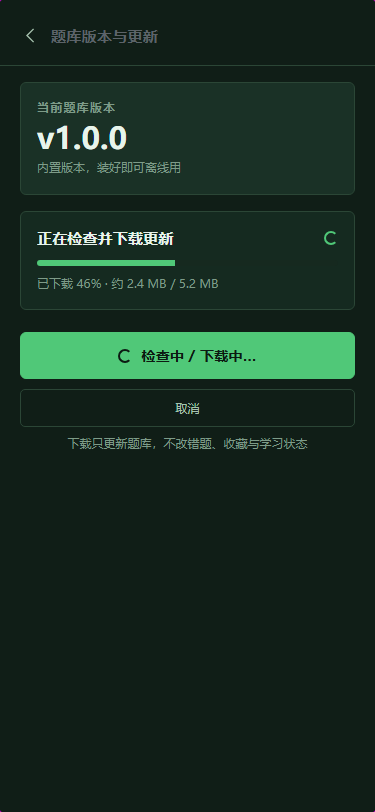 题库版本与更新
当前题库版本
v1.0.0
内置版本，装好即可离线用
正在检查并下载更新
已下载 46% · 约 2.4 MB / 5.2 MB
检查中 / 下载中...
取消
下载只更新题库，不改错题、收藏与学习状态